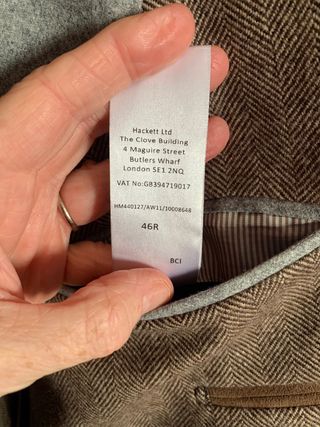 Hackett Ltd
The Clove Building
4 Maguire Street
Butlers Wharf
London SE1 2NQ
VAT No:GB394719017
HM440127/AW11/10008648
46R
BCI